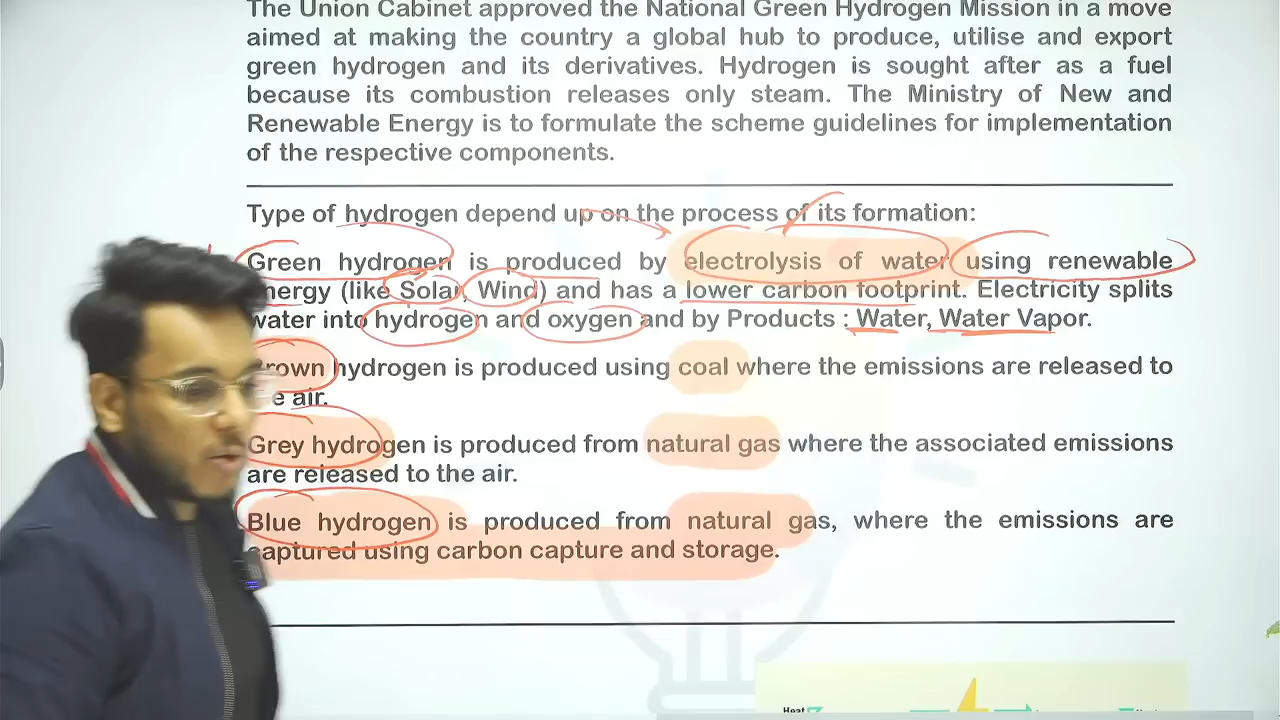 The Union Cabinet approved the National Green Hydrogen Mission in a move
aimed at making the country a global hub to produce, utilise and export
green hydrogen and its derivatives. Hydrogen is sought after as a fuel
because its combustion releases only steam. The Ministry of New and
Renewable Energy is to formulate the scheme guidelines for implementation
of the respective components.
Type of hydrogen depend up on the process of its formation:
Green hydrogen is produced by electrolysis of water using renewable
energy (like Solar, Wind) and has a lower carbon footprint. Electricity splits
water into hydrogen and oxygen and by Products : Water, Water Vapor.
hydrogen is produced using coal where the emissions are released to
air.
Grey hydrogen is produced from natural gas where the associated emissions
are released to the air.
Blue hydrogen is produced from natural gas, where the emissions are
captured using carbon capture and storage.
Heat